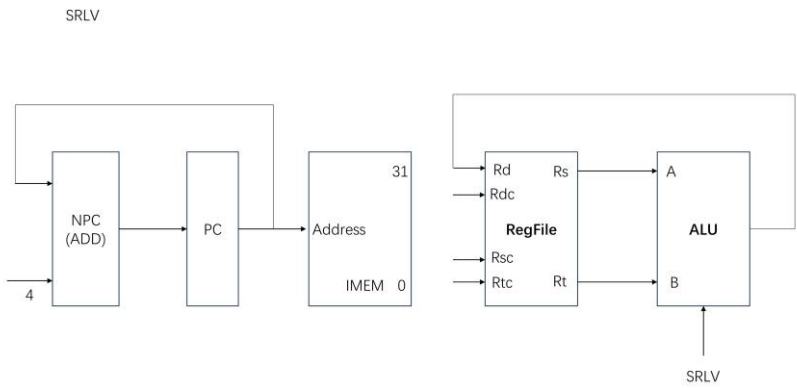 SRLV
31
Rd Rs
A
Rdc
NPC
(ADD)
PC
Address
RegFile
ALU
Rsc
Rtc Rt
B
IMEM 0
4
SRLV